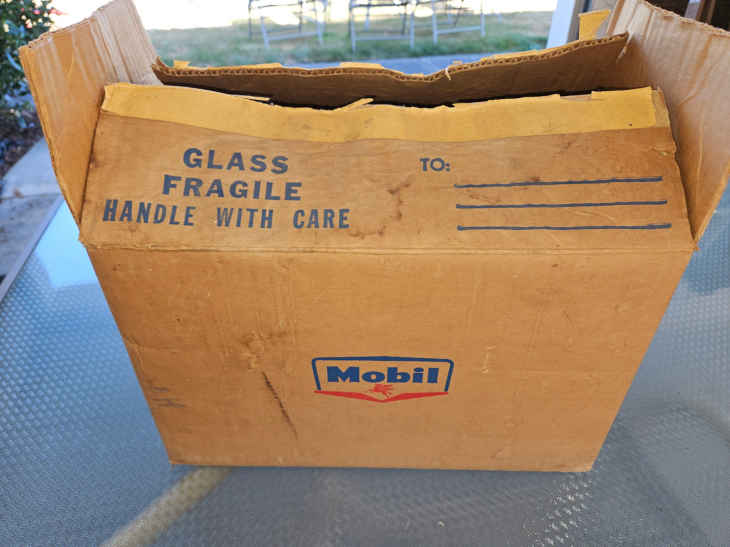 GLASS
FRAGILE
HANDLE WITH CARE
TO:
Mobil